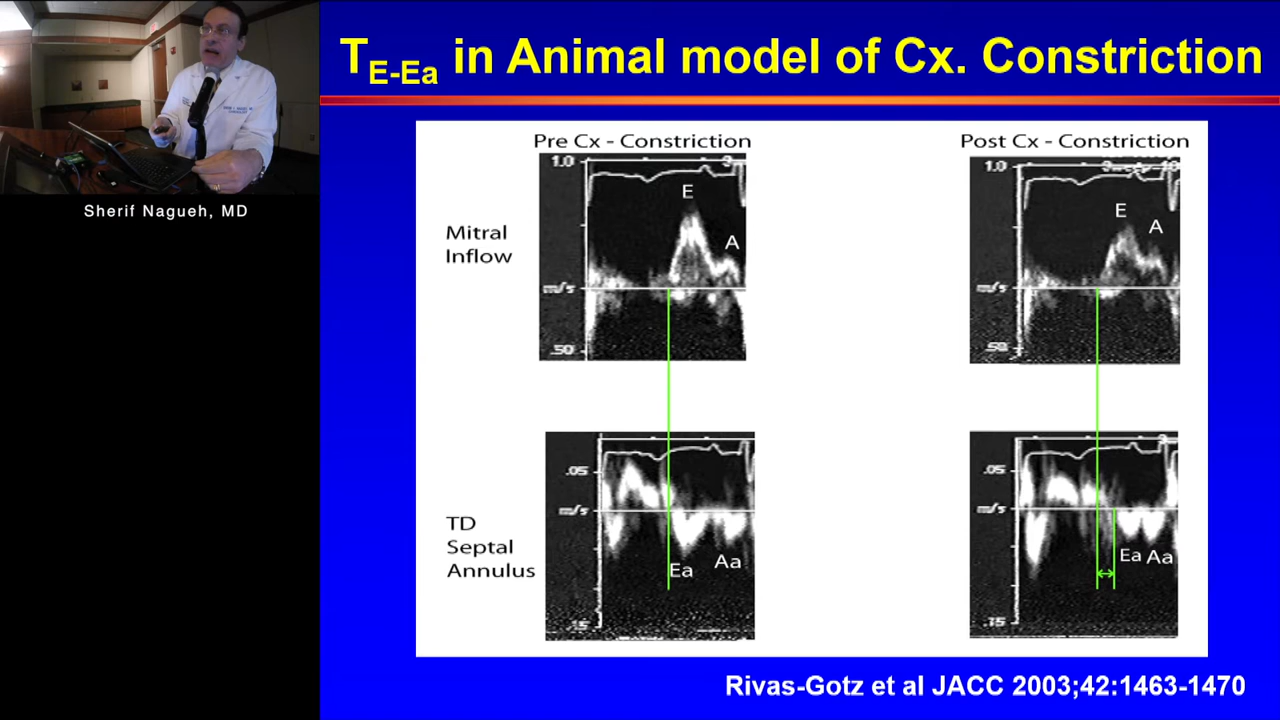 T E-Ea in Animal model of Cx. Constriction
Sherif Nagueh, MD
Pre Cx - Constriction
Post Cx - Constriction
Mitral
Inflow
1.0
E
A
m/s
.50
1.0
E
A
m/s
TD
Septal
Annulus
.05
m/s
Ea
Aa
.15
.05
m/s
Ea Aa
.15
Rivas-Gotz et al JACC 2003;42:1463-1470